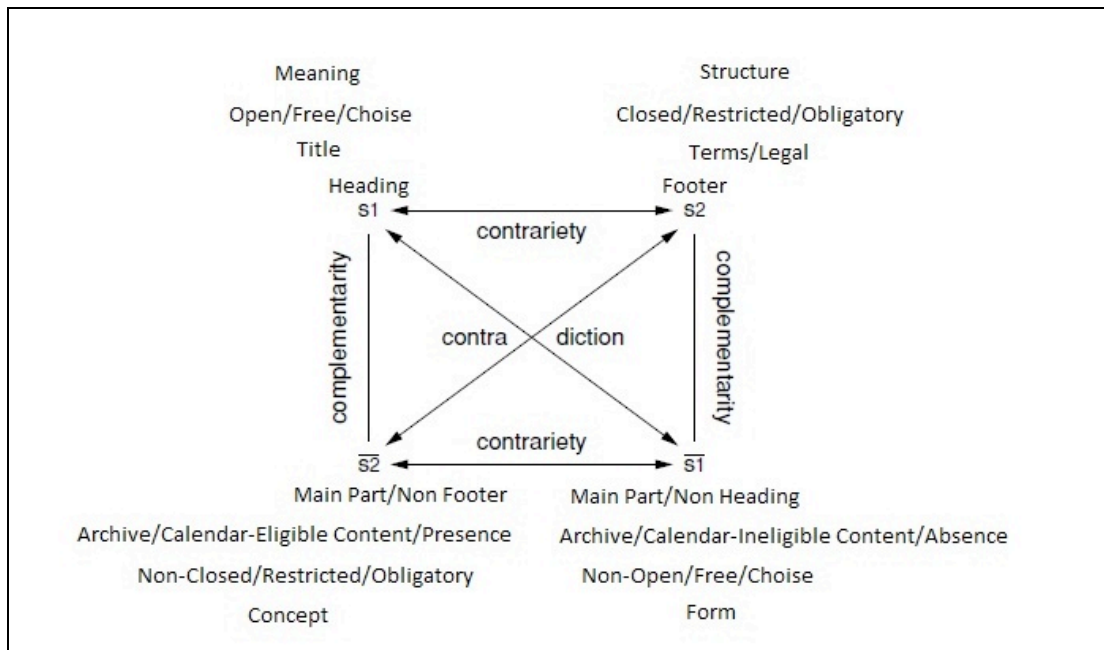 Meaning Structure
Open/Free/Choise Closed/Restricted/Obligatory
Title Terms/Legal
Heading Footer
s1 s2
contrariety
complementarity complementarity
contra diction
contrariety
s̅2̅ s̅1̅
Main Part/Non Footer Main Part/Non Heading
Archive/Calendar-Eligible Content/Presence Archive/Calendar-Ineligible Content/Absence
Non-Closed/Restricted/Obligatory Non-Open/Free/Choise
Concept Form